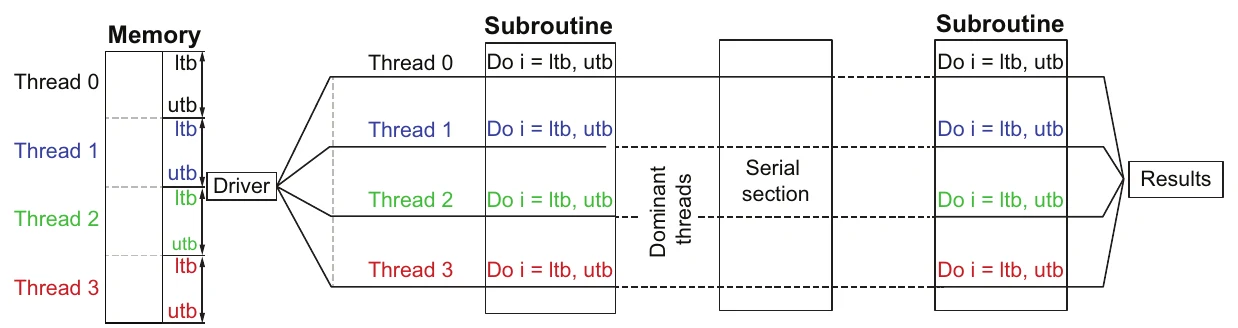 Memory
Thread 0
ltb
utb
Thread 1
ltb
utb
Thread 2
ltb
utb
Thread 3
ltb
utb
Driver
Thread 0
Thread 1
Thread 2
Thread 3
Subroutine
Do i = ltb, utb
Do i = ltb, utb
Do i = ltb, utb
Do i = ltb, utb
Dominant
threads
Serial
section
Subroutine
Do i = ltb, utb
Do i = ltb, utb
Do i = ltb, utb
Do i = ltb, utb
Results